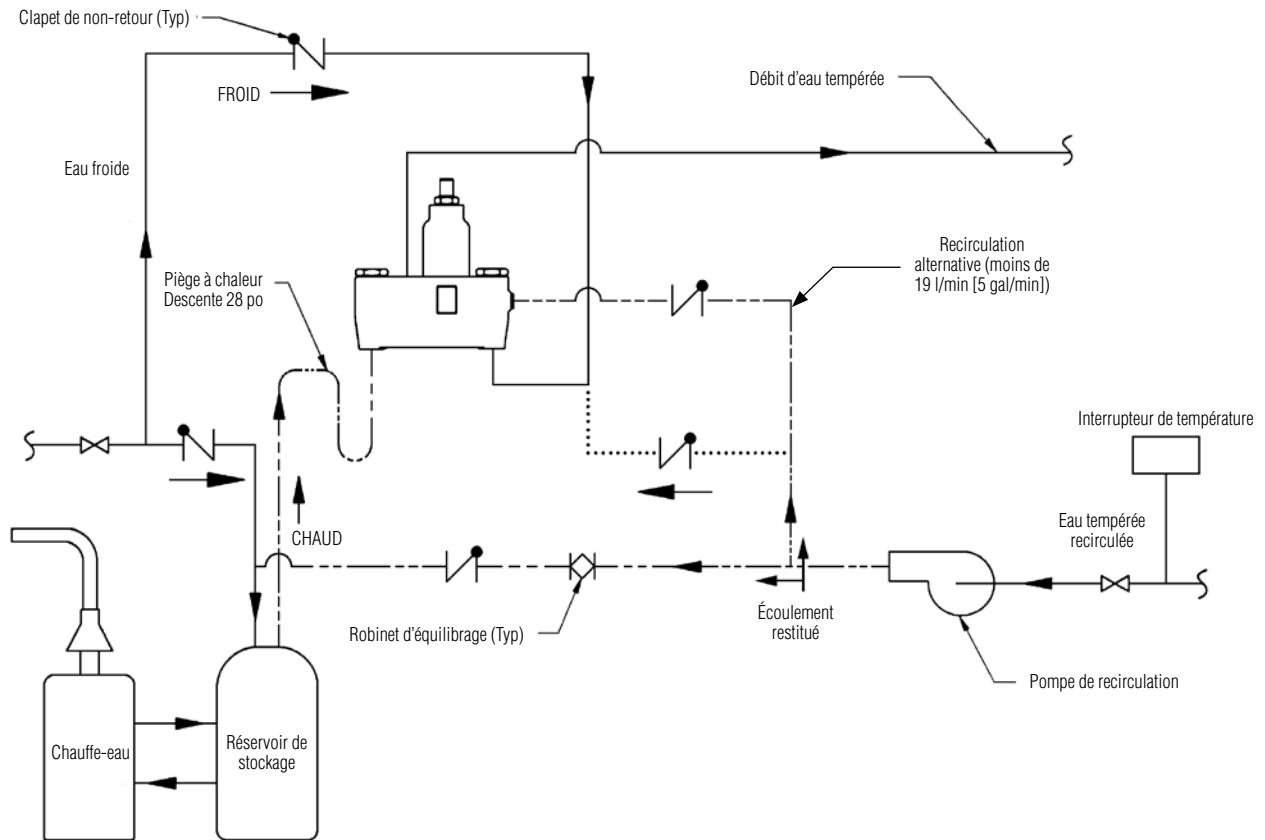 Clapet de non-retour (Typ)
FROID
Débit d'eau tempérée
Eau froide
Piège à chaleur
Descente 28 po
Recirculation
alternative (moins de
19 l/min [5 gal/min])
Interrupteur de température
CHAUD
Eau tempérée
recirculée
Robinet d'équilibrage (Typ)
Écoulement
restitué
Pompe de recirculation
Chauffe-eau
Réservoir de
stockage